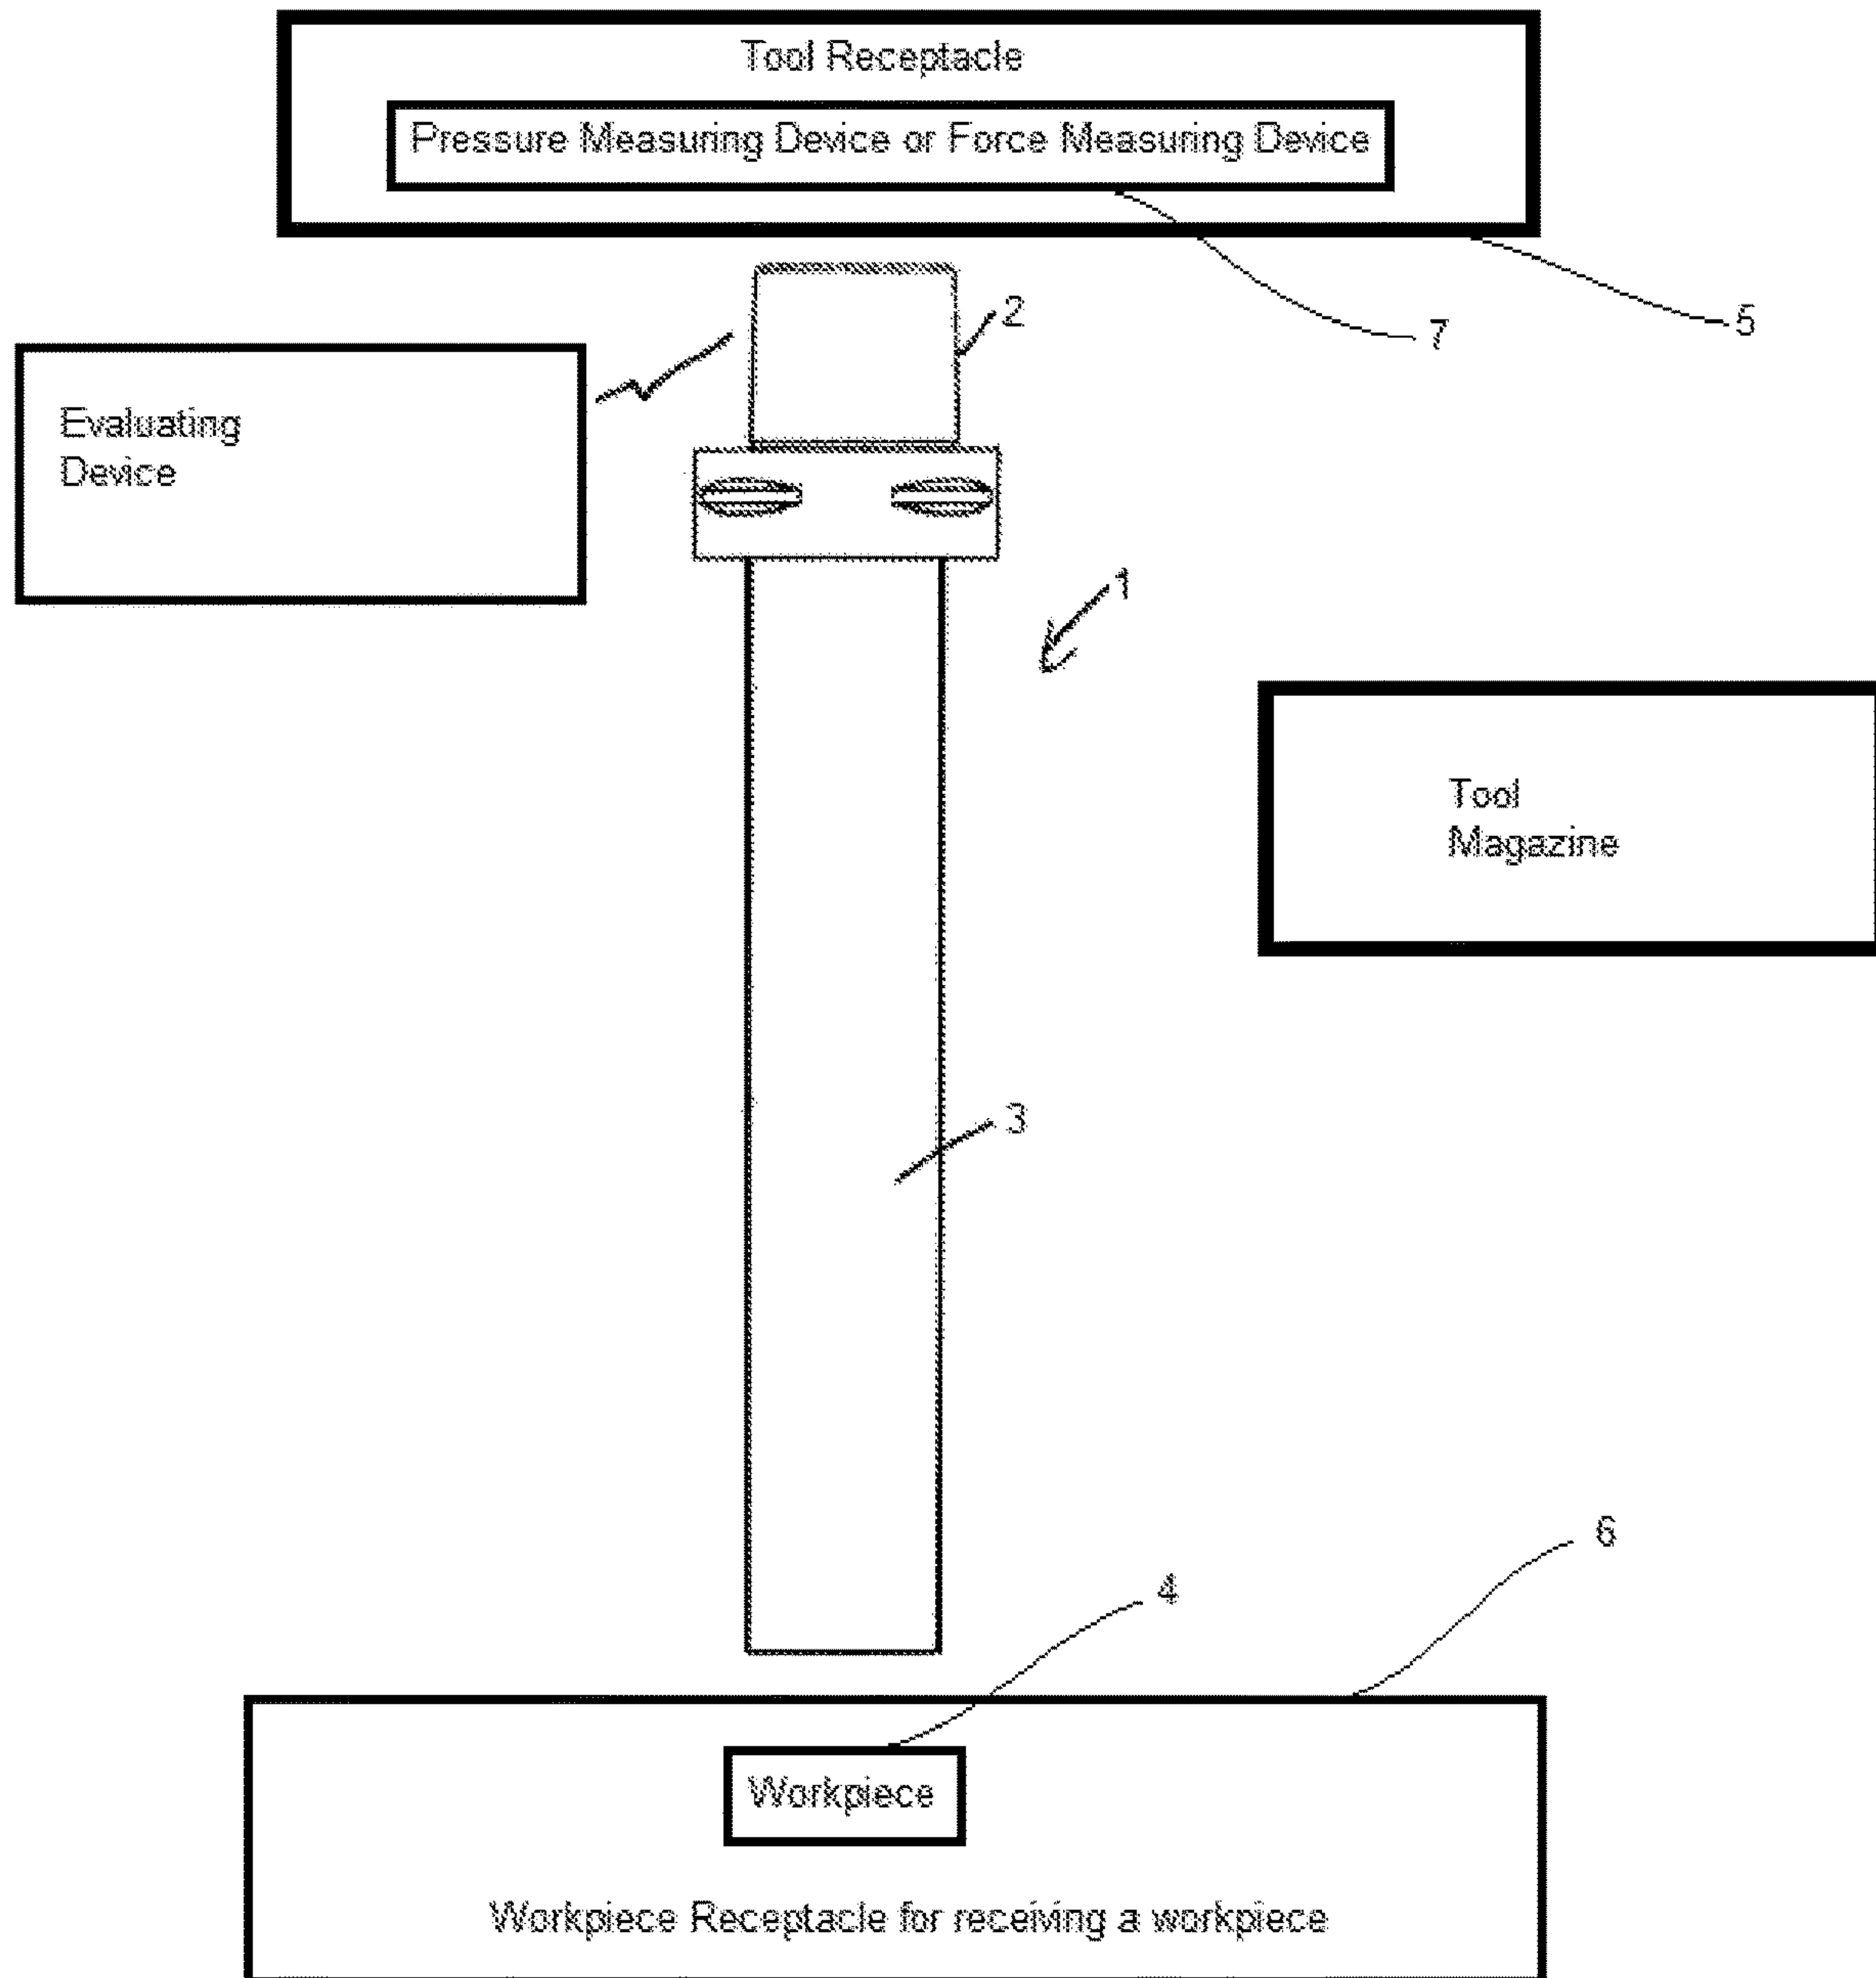 Tool Receptacle
Pressure Measuring Device or Force Measuring Device
2
7
5
Evaluating
Device
1
Tool
Magazine
3
6
4
Workpiece
Workpiece Receptacle for receiving a workpiece